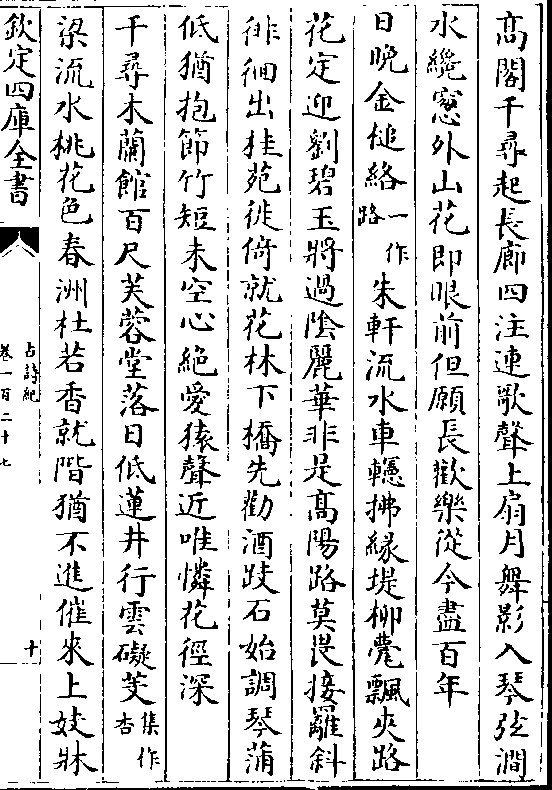 高閣千尋起長廊四注連歌聲上扇月舞影入琴弦澗
水纔窻外山花即眼前但願長歡樂從今盡百年
日晩金槌絡一作路朱軒流水車轊拂緣堤柳甍飄夾路
花定迎劉碧玉將過陰麗華非是髙陽路莫畏接䍦斜
徘徊出桂苑徙倚就花林下橋先勸酒跂石始調琴蒲
低猶抱節竹短未空心絶愛猿聲近唯憐花徑深
千尋木蘭館百尺芙蓉堂落日低蓮井行雲礙芰集作杏
梁流水桃花色春洲杜若香就階猶不進催來上妓牀
欽定四庫全書
古詩紀
卷一百二十七
十